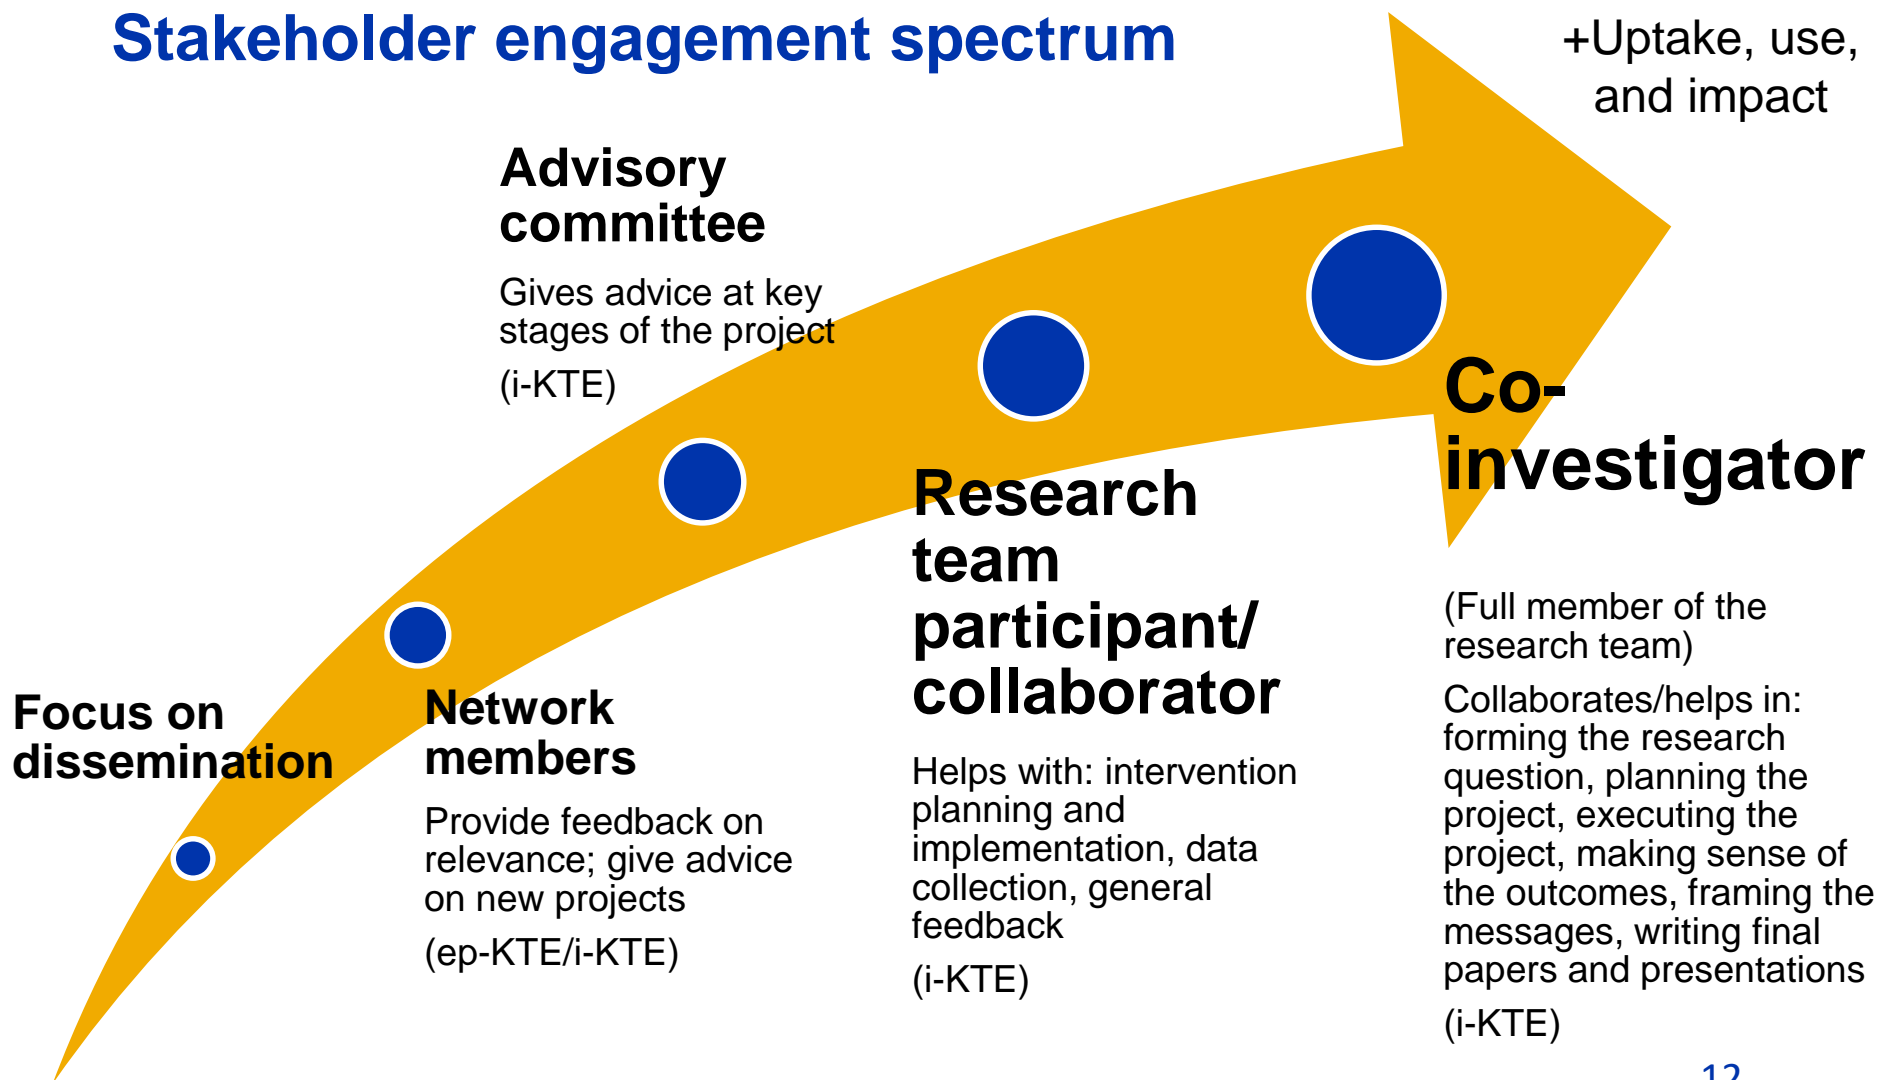 Stakeholder engagement spectrum
+Uptake, use,
and impact
Advisory
committee
Gives advice at key
stages of the project
(i-KTE)
Focus on
dissemination
Network
members
Provide feedback on
relevance; give advice
on new projects
(ep-KTE/i-KTE)
Research
team
participant/
collaborator
Helps with: intervention
planning and
implementation, data
collection, general
feedback
(i-KTE)
Co-
investigator
(Full member of the
research team)
Collaborates/helps in:
forming the research
question, planning the
project, executing the
project, making sense of
the outcomes, framing the
messages, writing final
papers and presentations
(i-KTE)
12